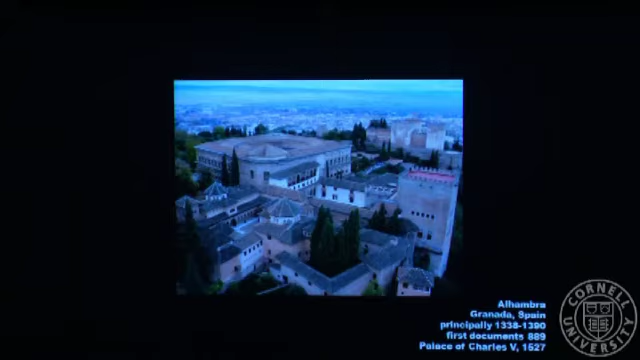 Alhambra
Granada, Spain
principally 1338-1390
first documents 889
Palace of Charles V, 1527
CORNELL UNIVERSITY